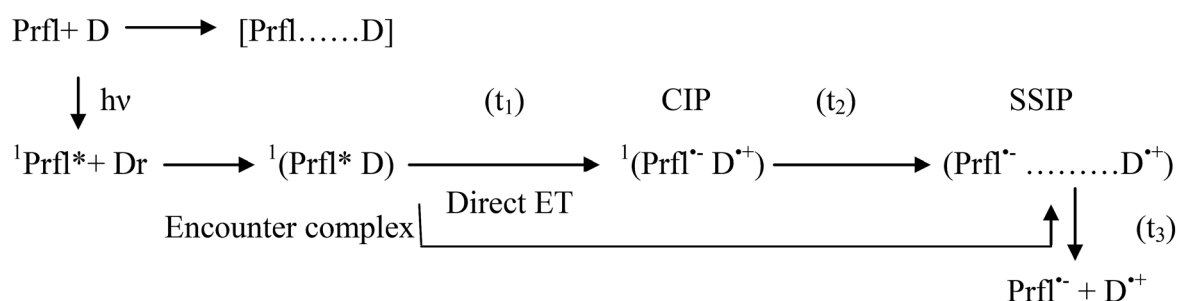 Prfl+ D [Prfl......D]
hν (t₁) CIP (t₂) SSIP
¹Prfl*+ Dr ¹(Prfl* D) ¹(Prfl•- D•+) (Prfl•- .........D•+)
Direct ET
Encounter complex (t₃)
Prfl•- + D•+